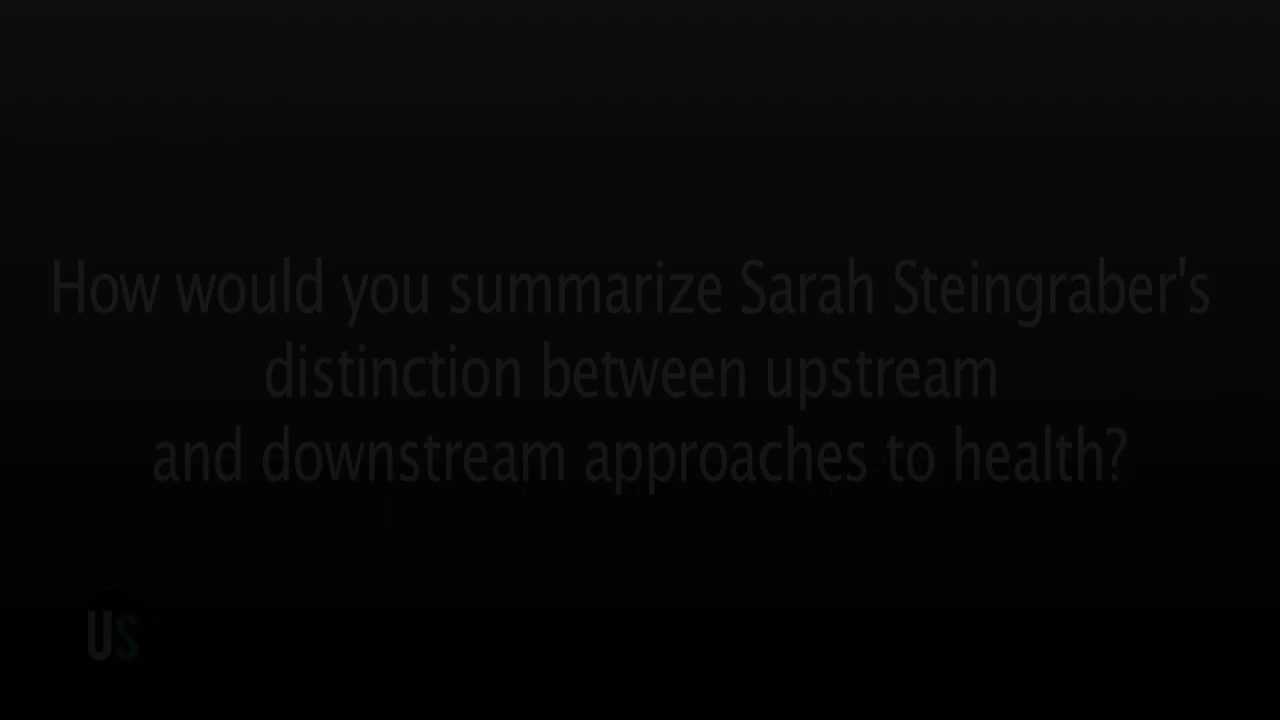 How would you summarize Sarah Steingraber's
distinction between upstream
and downstream approaches to health?
US